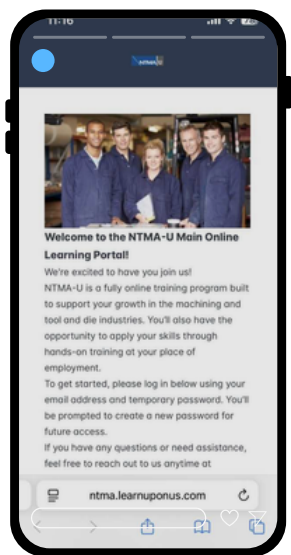 11:16
NTMA-U
Welcome to the NTMA-U Main Online
Learning Portal!
We're excited to have you join us!
NTMA-U is a fully online training program built
to support your growth in the machining and
tool and die industries. You'll also have the
opportunity to apply your skills through
hands-on training at your place of
employment.
To get started, please log in below using your
email address and temporary password. You'll
be prompted to create a new password for
future access.
If you have any questions or need assistance,
feel free to reach out to us anytime at
ntma.learnuponus.com